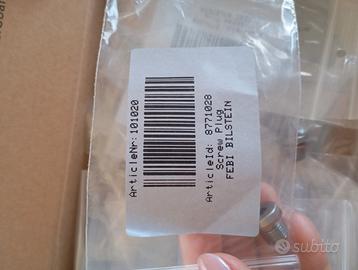 ArticleNr:101020
ArticleId: 8771028
Screw Plug
FEBI BILSTEIN
subito